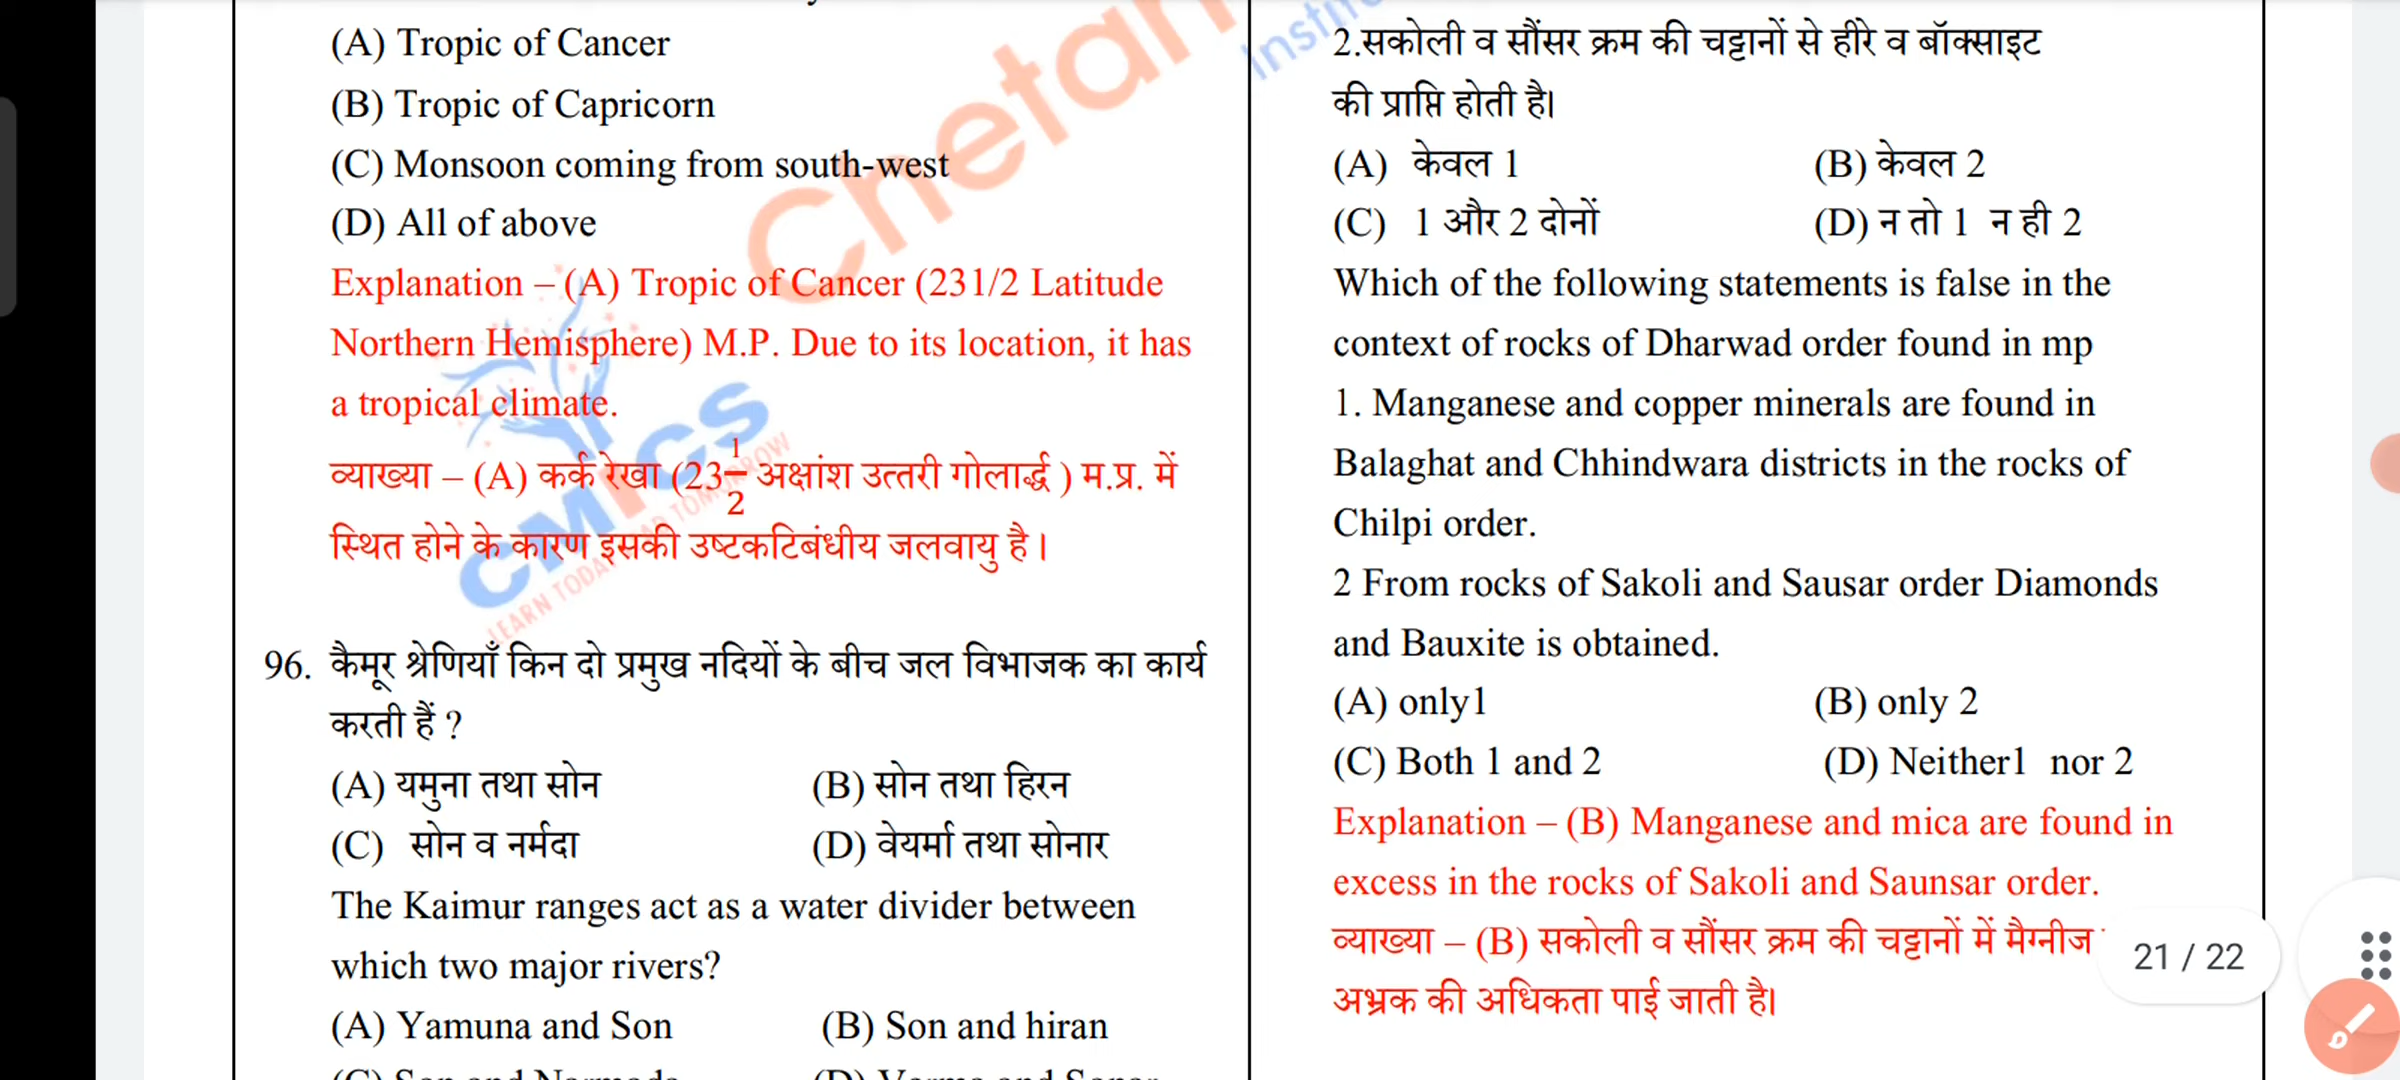 (A) Tropic of Cancer
(B) Tropic of Capricorn
(C) Monsoon coming from south-west
(D) All of above
Explanation – (A) Tropic of Cancer (231/2 Latitude
Northern Hemisphere) M.P. Due to its location, it has
a tropical climate.
व्याख्या – (A) कर्क रेखा (23 1/2 अक्षांश उत्तरी गोलार्द्ध ) म.प्र. में
स्थित होने के कारण इसकी उष्टकटिबंधीय जलवायु है ।
96. कैमूर श्रेणियाँ किन दो प्रमुख नदियों के बीच जल विभाजक का कार्य
करती हैं ?
(A) यमुना तथा सोन (B) सोन तथा हिरन
(C) सोन व नर्मदा (D) वेयर्मा तथा सोनार
The Kaimur ranges act as a water divider between
which two major rivers?
(A) Yamuna and Son (B) Son and hiran
2.सकोली व सौंसर क्रम की चट्टानों से हीरे व बॉक्साइट
की प्राप्ति होती है।
(A) केवल 1 (B) केवल 2
(C) 1 और 2 दोनों (D) न तो 1 न ही 2
Which of the following statements is false in the
context of rocks of Dharwad order found in mp
1. Manganese and copper minerals are found in
Balaghat and Chhindwara districts in the rocks of
Chilpi order.
2 From rocks of Sakoli and Sausar order Diamonds
and Bauxite is obtained.
(A) only1 (B) only 2
(C) Both 1 and 2 (D) Neither1 nor 2
Explanation – (B) Manganese and mica are found in
excess in the rocks of Sakoli and Saunsar order.
व्याख्या – (B) सकोली व सौंसर क्रम की चट्टानों में मैग्नीज
अभ्रक की अधिकता पाई जाती है।
21 / 22
Chetan
CMICS